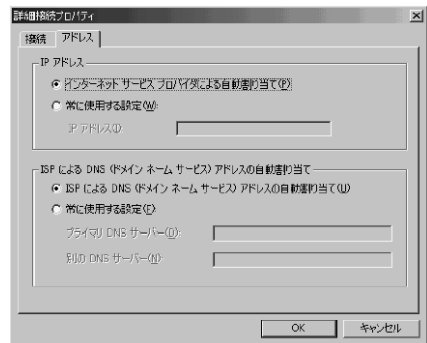 詳細接続プロパティ
接続 アドレス
IP アドレス
インターネット サービス プロバイダによる自動割り当て(P)
常に使用する設定(W):
IP アドレス(I):
ISP による DNS (ドメイン ネーム サービス) アドレスの自動割り当て
ISP による DNS (ドメイン ネーム サービス) アドレスの自動割り当て(U)
常に使用する設定(F):
プライマリ DNS サーバー(D):
別の DNS サーバー(N):
OK キャンセル